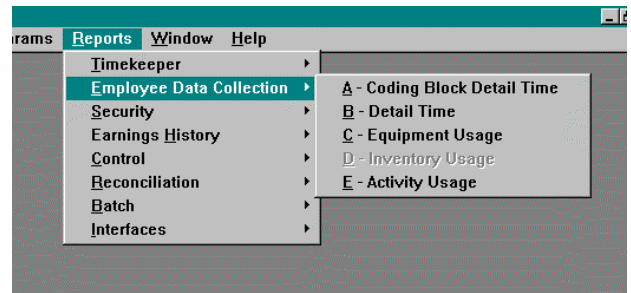 rams Reports Window Help
Timekeeper
Employee Data Collection
Security
Earnings History
Control
Reconciliation
Batch
Interfaces
A - Coding Block Detail Time
B - Detail Time
C - Equipment Usage
D - Inventory Usage
E - Activity Usage